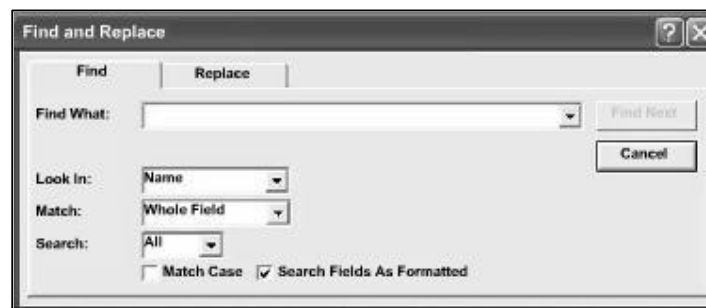 Find and Replace
Find Replace
Find What: Find Next
Cancel
Look In: Name
Match: Whole Field
Search: All
Match Case Search Fields As Formatted